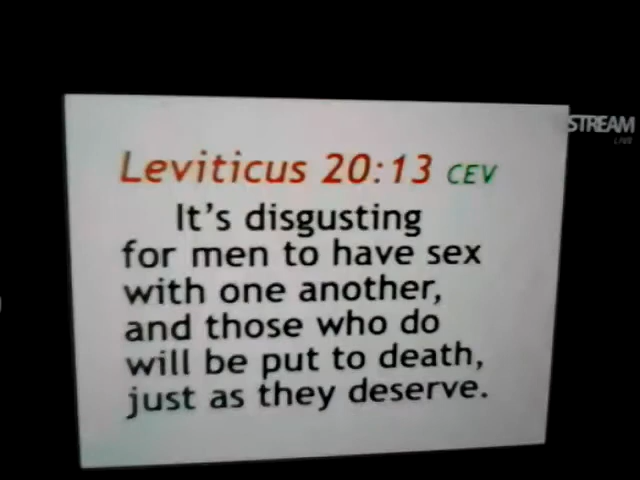 STREAM
LIVE
Leviticus 20:13 CEV
It's disgusting
for men to have sex
with one another,
and those who do
will be put to death,
just as they deserve.